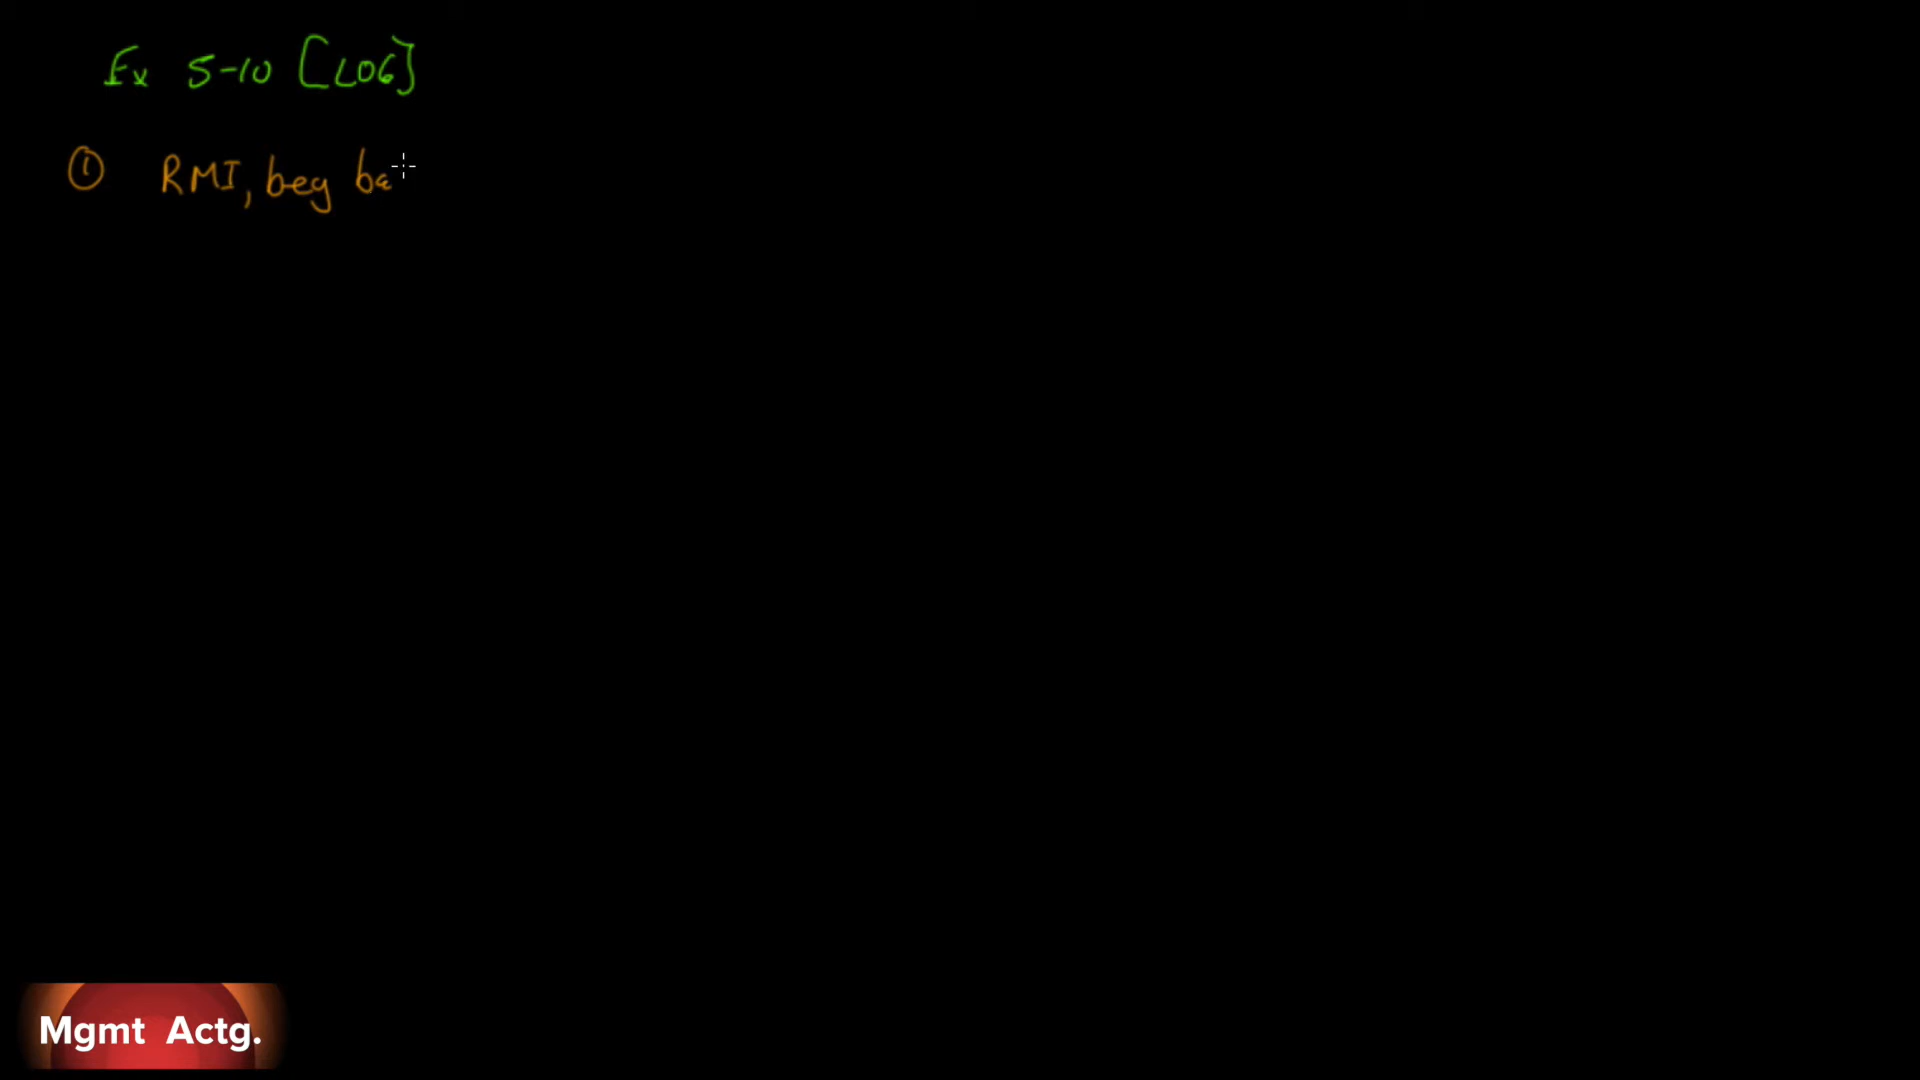 Ex 5-10 [LO6]
① RMI, beg ba
Mgmt Actg.